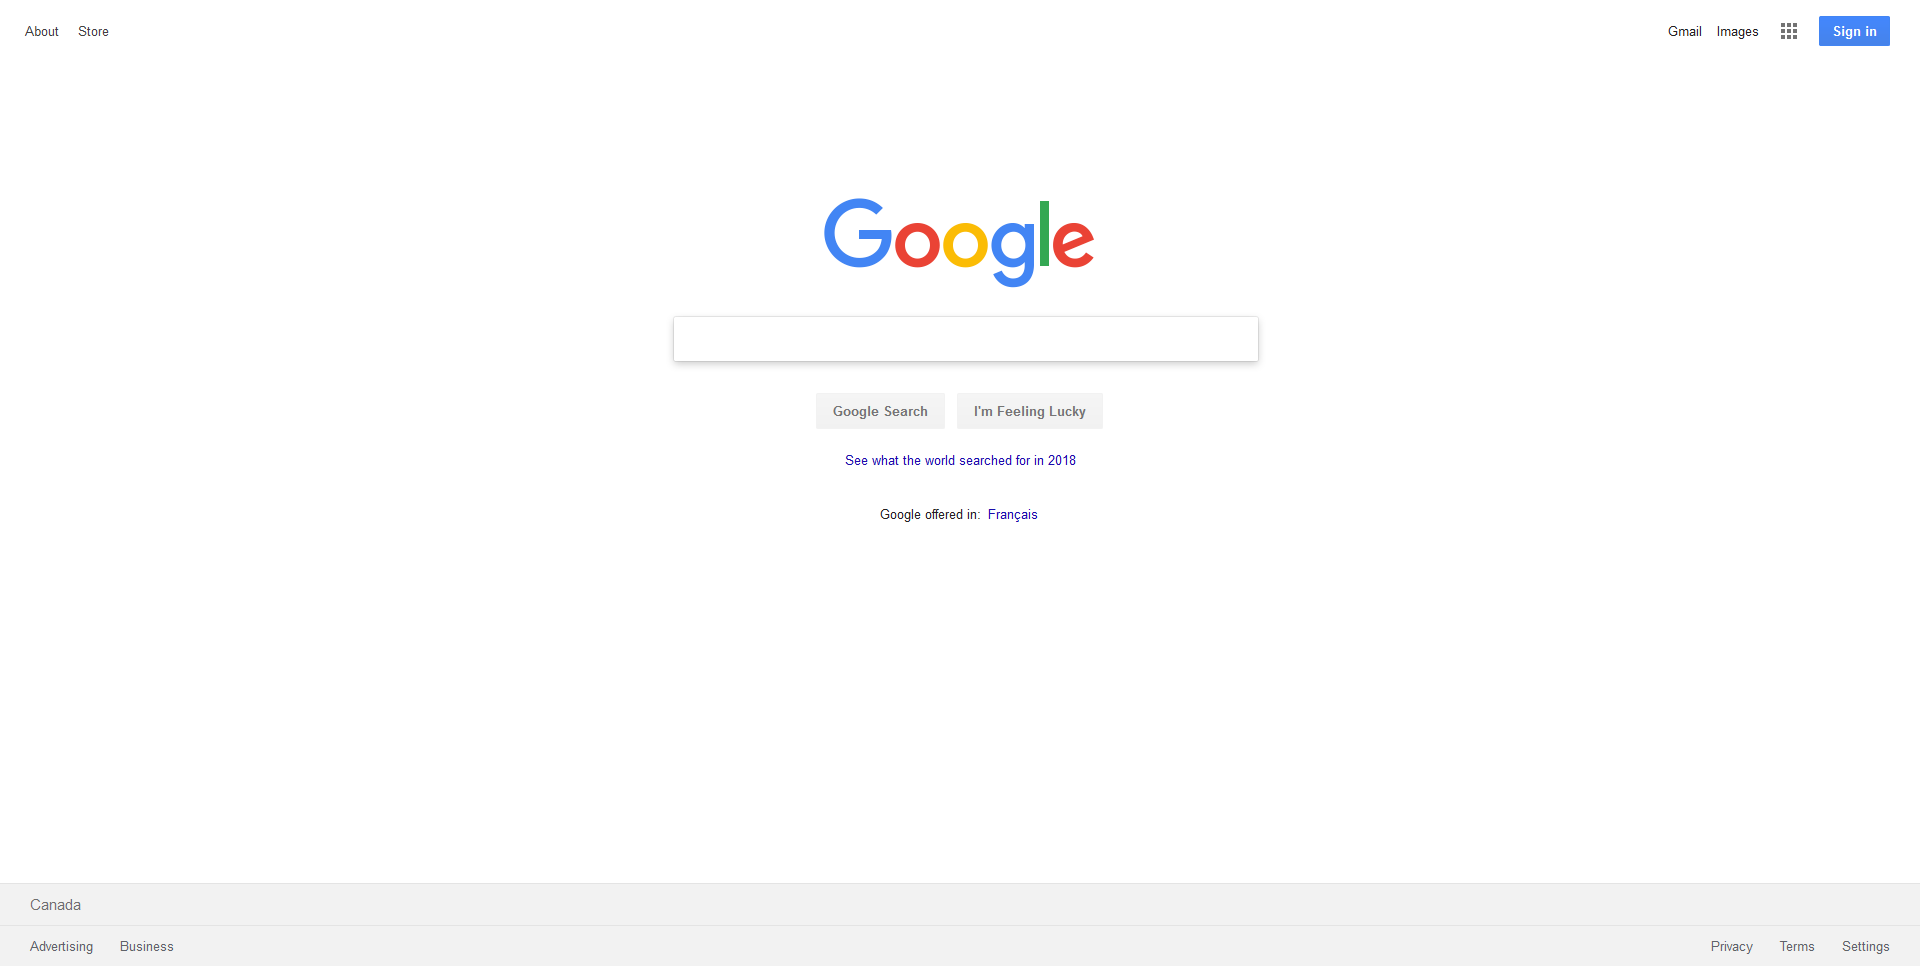 About Store Gmail Images Sign in
Google
Google Search I'm Feeling Lucky
See what the world searched for in 2018
Google offered in: Français
Canada
Advertising Business Privacy Terms Settings